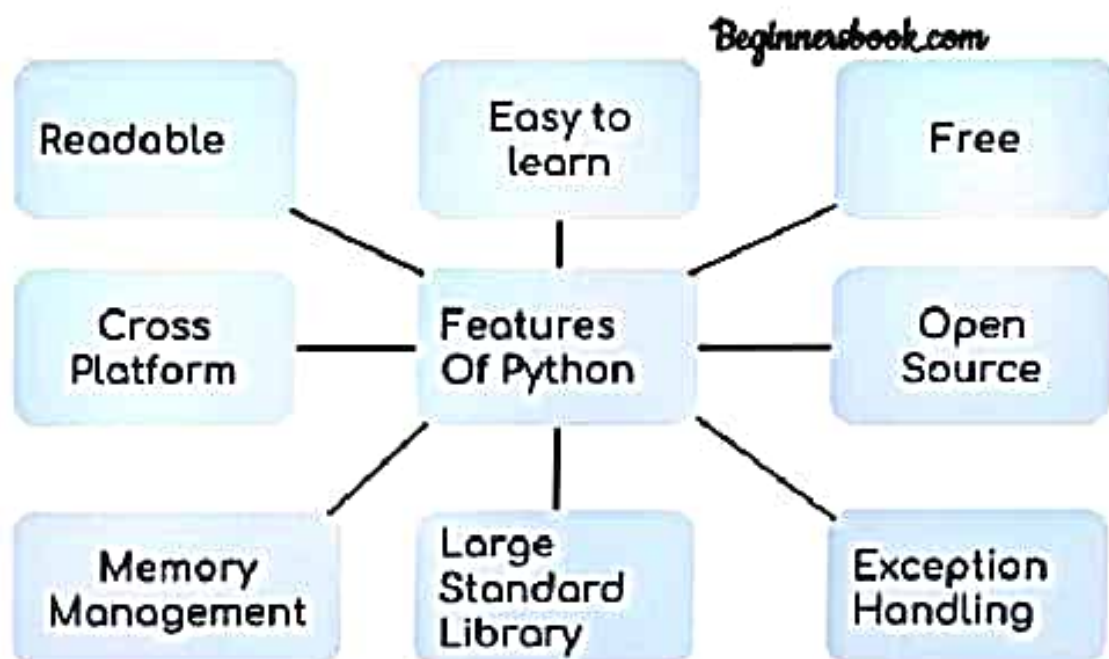 Beginnersbook.com
Readable
Easy to
learn
Free
Cross
Platform
Features
Of Python
Open
Source
Memory
Management
Large
Standard
Library
Exception
Handling